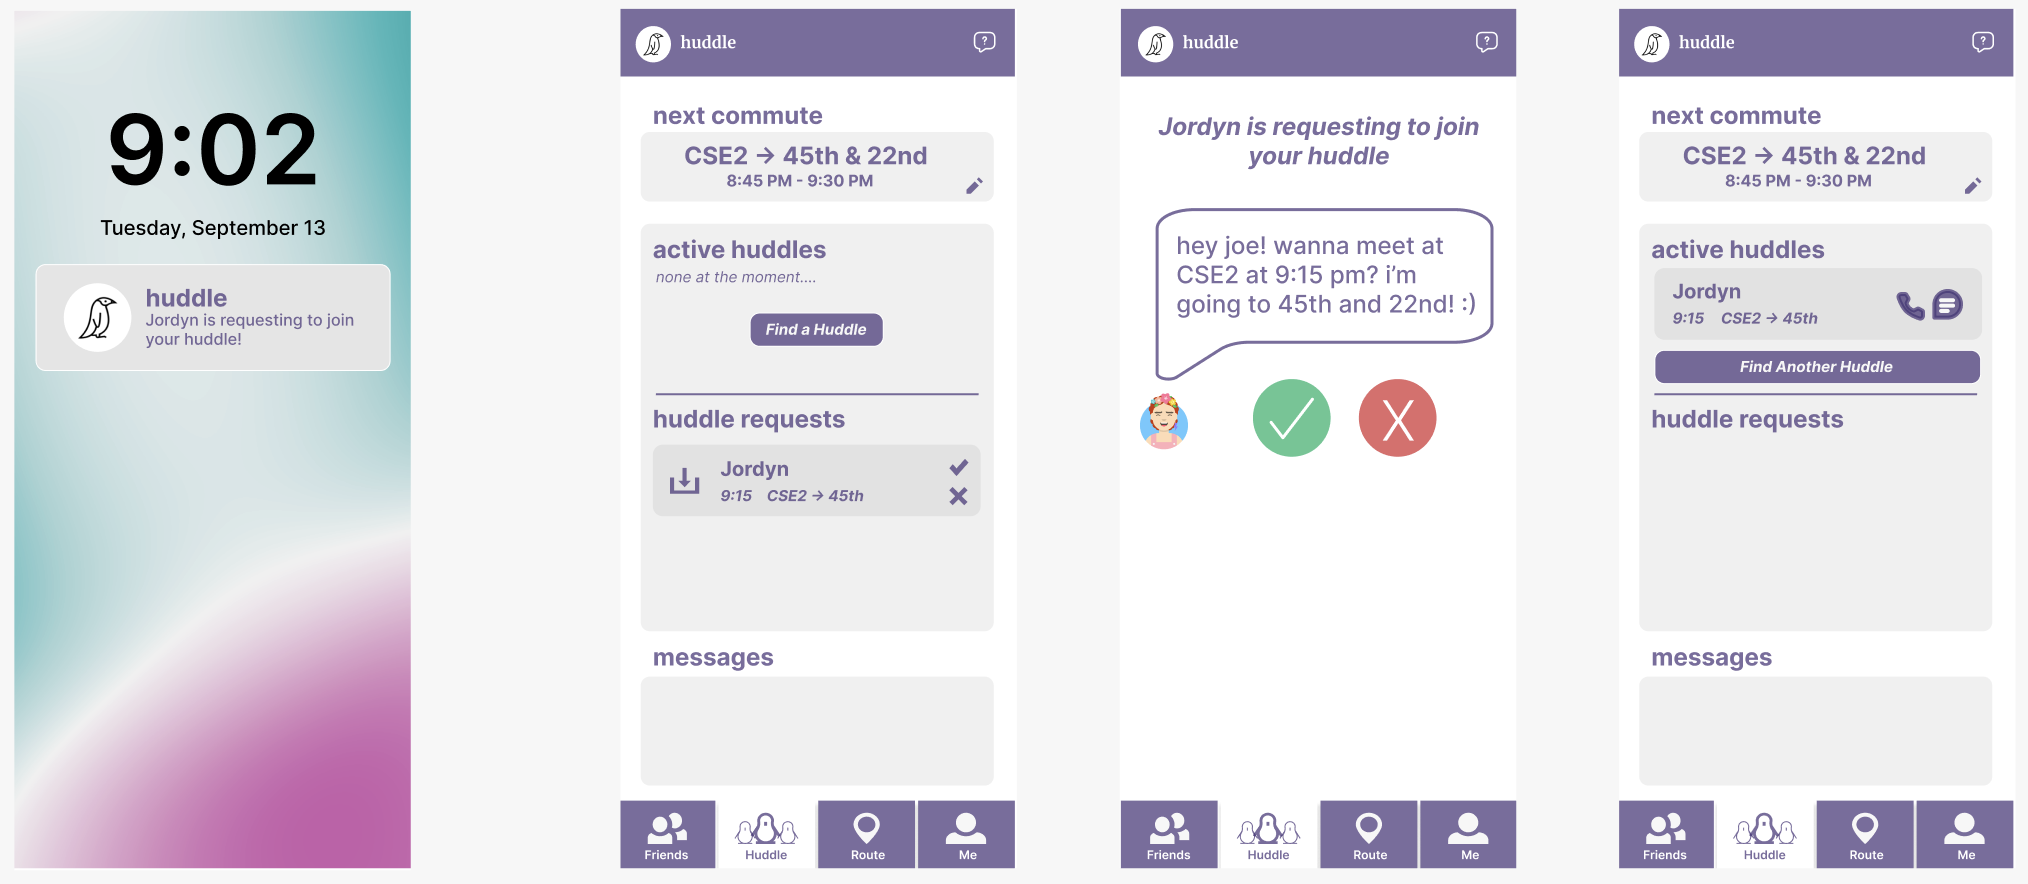 9:02
Tuesday, September 13
huddle
Jordyn is requesting to join
your huddle!
huddle
?
next commute
CSE2 → 45th & 22nd
8:45 PM - 9:30 PM
active huddles
none at the moment....
Find a Huddle
huddle requests
Jordyn
9:15 CSE2 → 45th
messages
Friends
Huddle
Route
Me
huddle
?
Jordyn is requesting to join
your huddle
hey joe! wanna meet at
CSE2 at 9:15 pm? i'm
going to 45th and 22nd! :)
X
Friends
Huddle
Route
Me
huddle
?
next commute
CSE2 → 45th & 22nd
8:45 PM - 9:30 PM
active huddles
Jordyn
9:15 CSE2 → 45th
Find Another Huddle
huddle requests
messages
Friends
Huddle
Route
Me